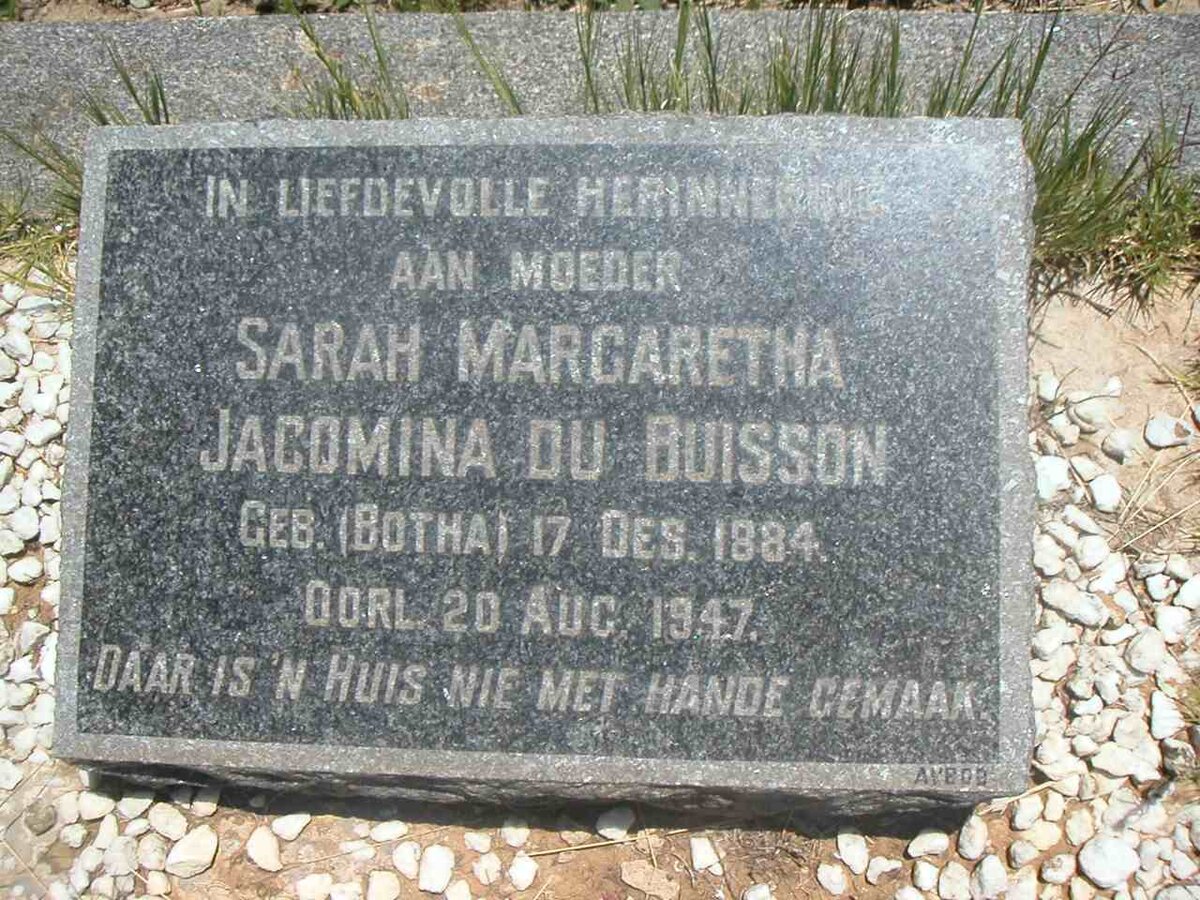 IN LIEFDEVOLLE HERINNERING
AAN MOEDER
SARAH MARGARETHA
JACOMINA DU BUISSON
GEB. (BOTHA) 17 DES. 1884.
OORL. 20 AUG. 1947.
DAAR IS 'N HUIS NIE MET HANDE GEMAAK.
AVBOB